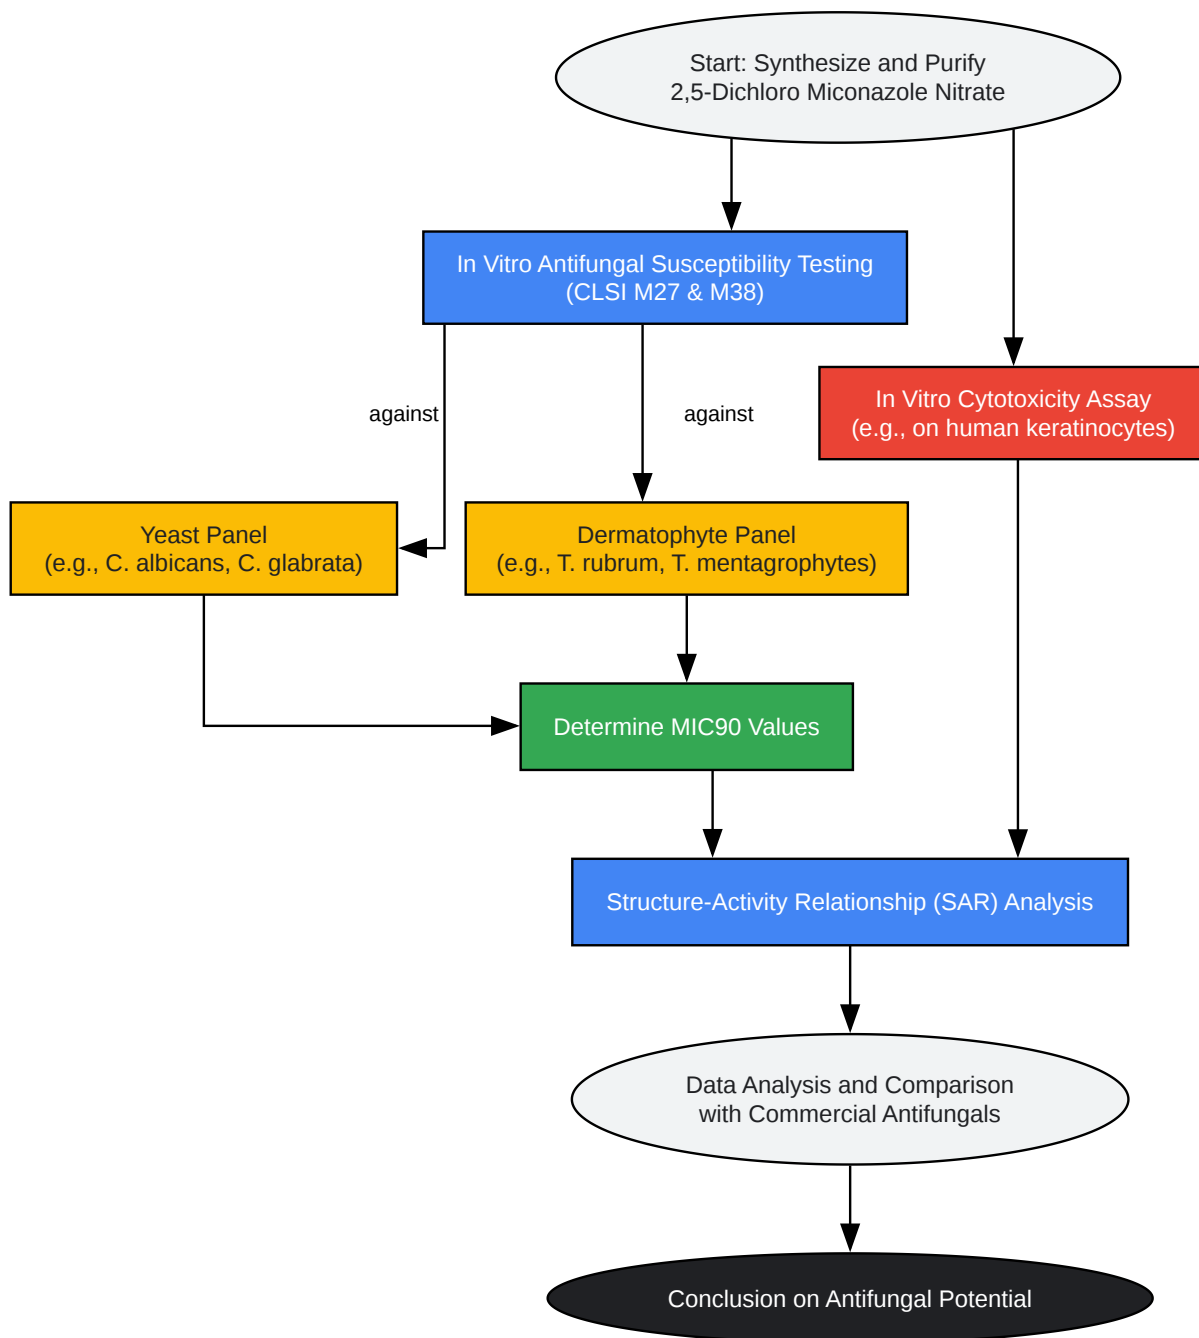 Start: Synthesize and Purify
2,5-Dichloro Miconazole Nitrate
In Vitro Antifungal Susceptibility Testing
(CLSI M27 & M38)
In Vitro Cytotoxicity Assay
(e.g., on human keratinocytes)
against
against
Yeast Panel
(e.g., C. albicans, C. glabrata)
Dermatophyte Panel
(e.g., T. rubrum, T. mentagrophytes)
Determine MIC90 Values
Structure-Activity Relationship (SAR) Analysis
Data Analysis and Comparison
with Commercial Antifungals
Conclusion on Antifungal Potential